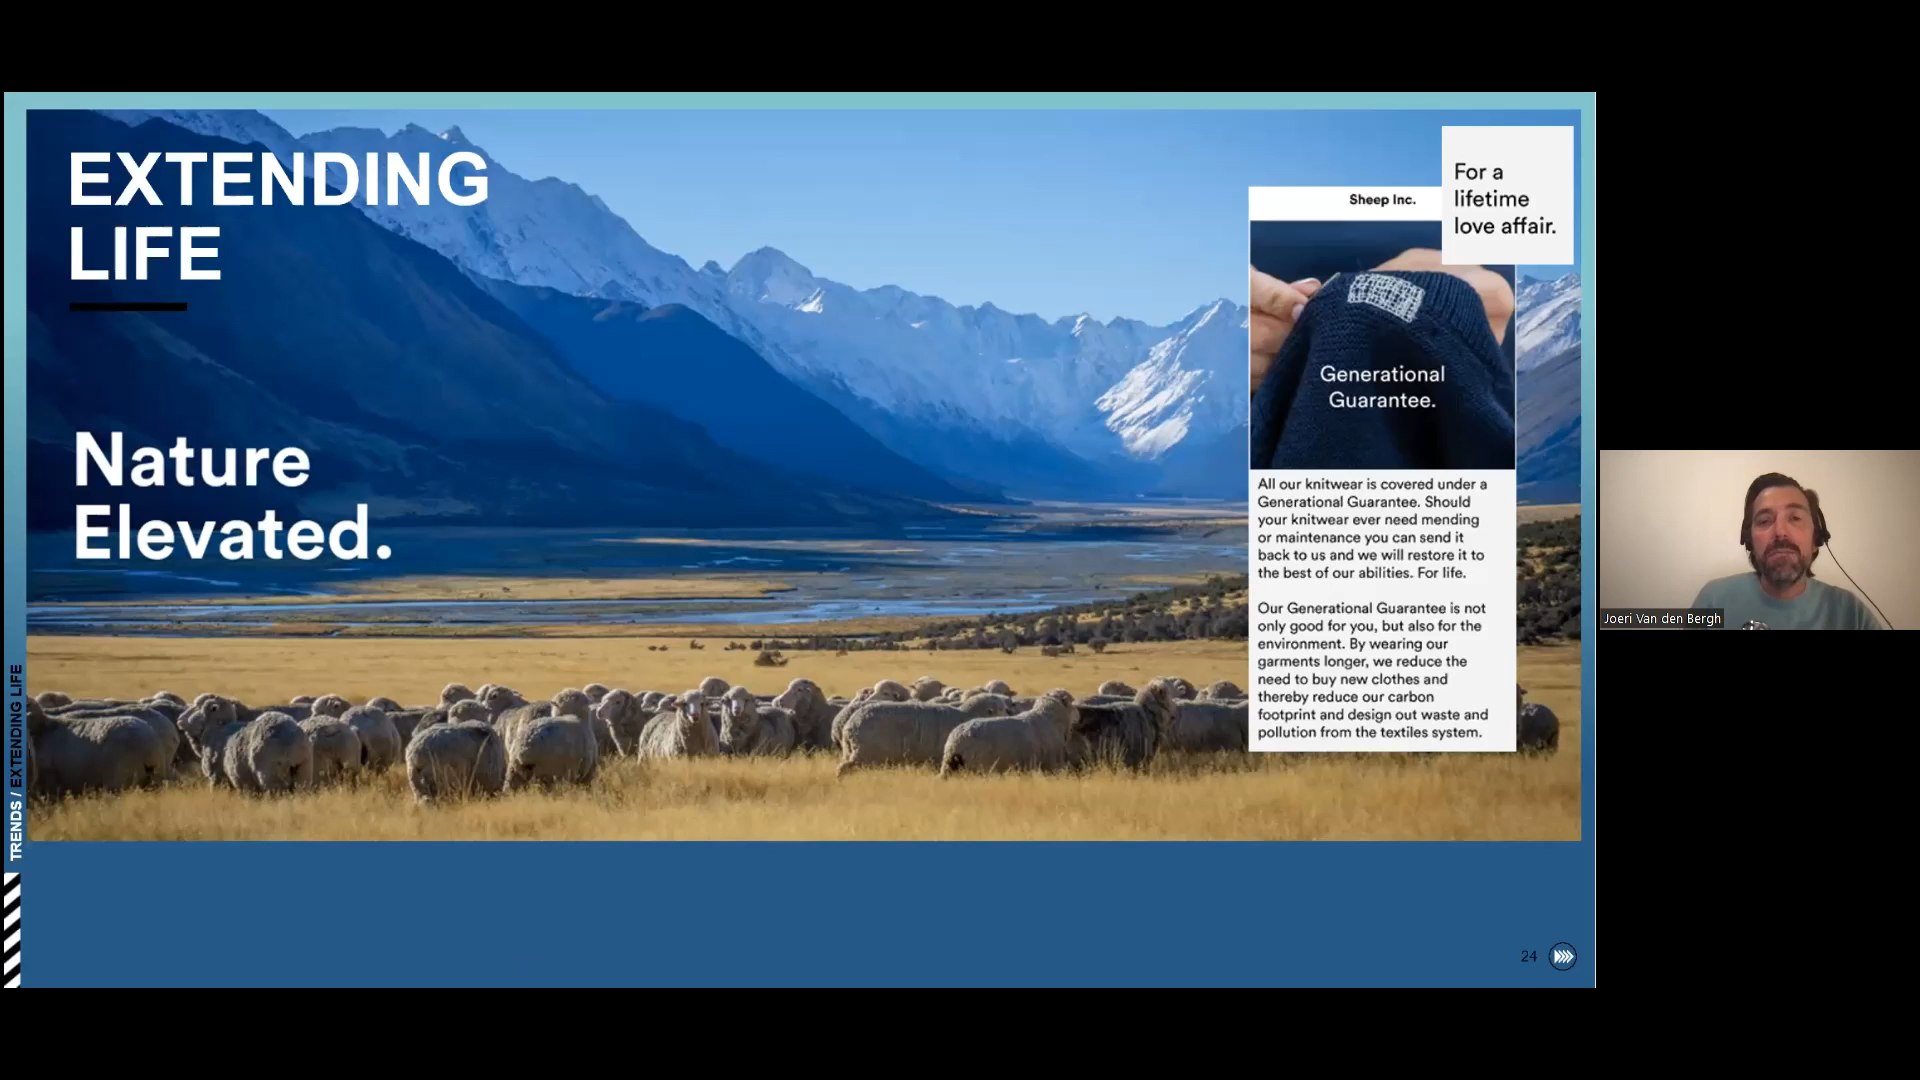 EXTENDING
LIFE
Nature
Elevated.
For a
lifetime
love affair.
Sheep Inc.
Generational
Guarantee.
All our knitwear is covered under a
Generational Guarantee. Should
your knitwear ever need mending
or maintenance you can send it
back to us and we will restore it to
the best of our abilities. For life.
Our Generational Guarantee is not
only good for you, but also for the
environment. By wearing our
garments longer, we reduce the
need to buy new clothes and
thereby reduce our carbon
footprint and design out waste and
pollution from the textiles system.
TRENDS / EXTENDING LIFE
24
Joeri Van den Bergh